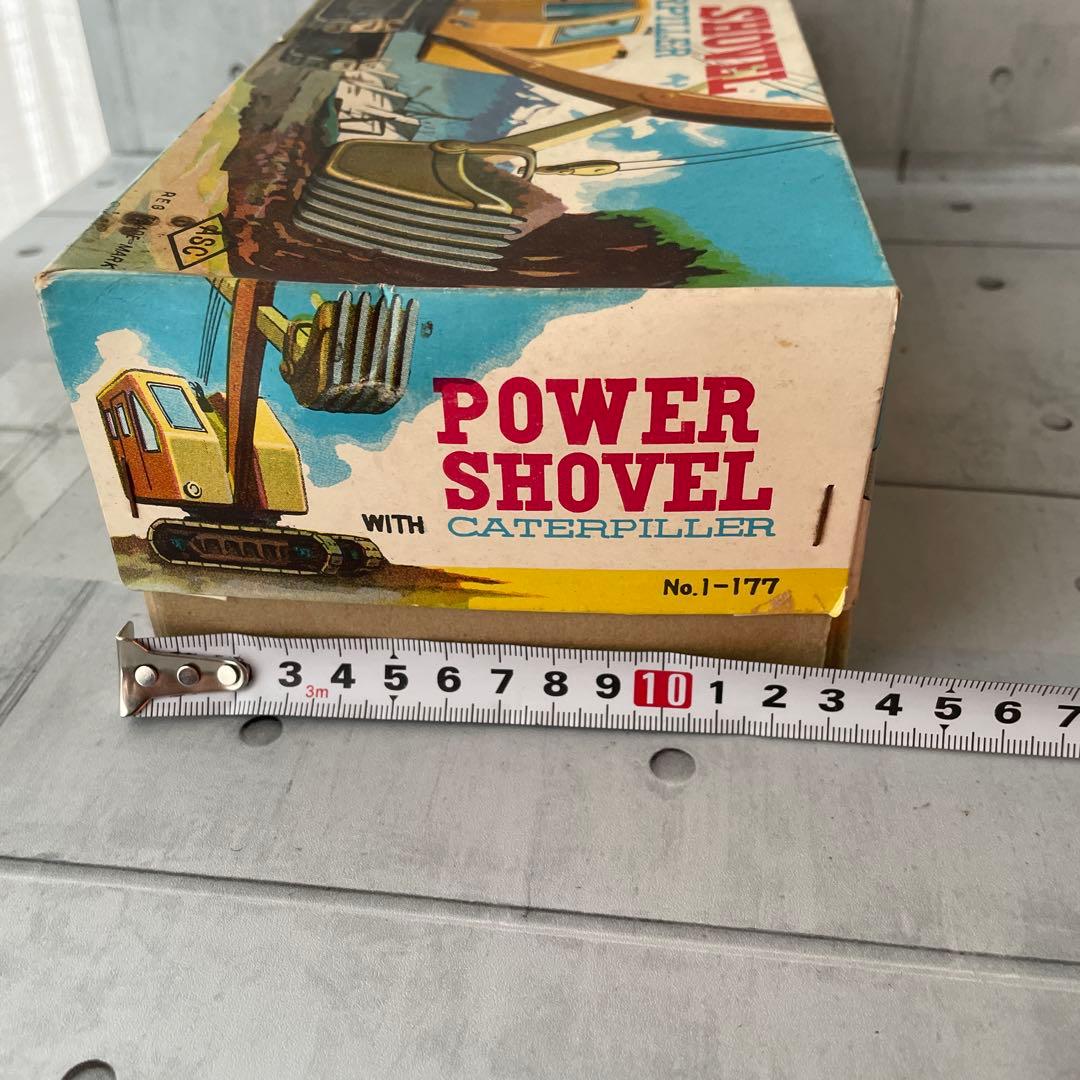 SHOVEL
ASC
POWER
SHOVEL
WITH CATERPILLER
No.1-177
3 4 5 6 7 8 9 10 1 2 3 4 5 6 7
3m